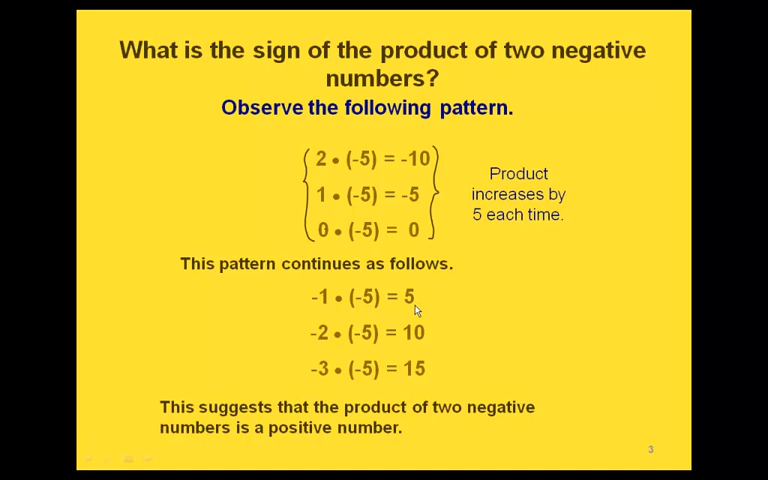 What is the sign of the product of two negative
numbers?
Observe the following pattern.
2 • (-5) = -10
1 • (-5) = -5
0 • (-5) = 0
Product
increases by
5 each time.
This pattern continues as follows.
-1 • (-5) = 5
-2 • (-5) = 10
-3 • (-5) = 15
This suggests that the product of two negative
numbers is a positive number.
3